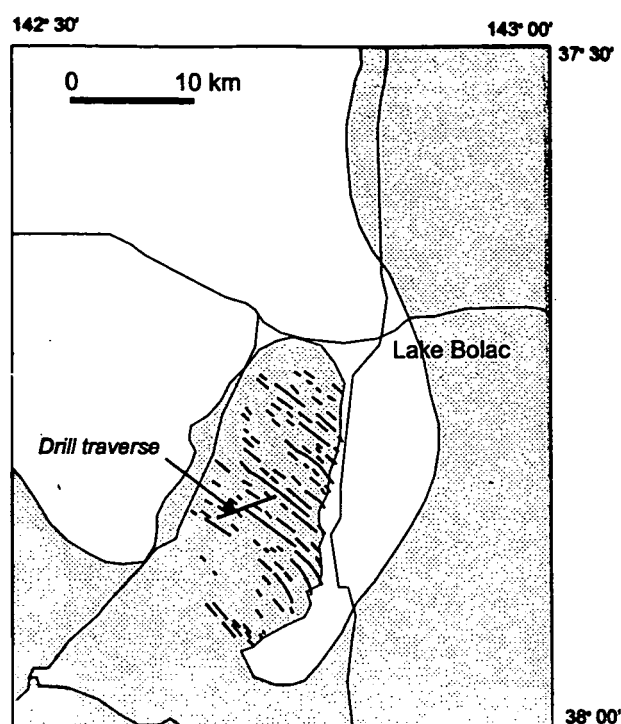 142° 30'
143° 00'
37° 30'
0 10 km
Lake Bolac
Drill traverse
38° 00'